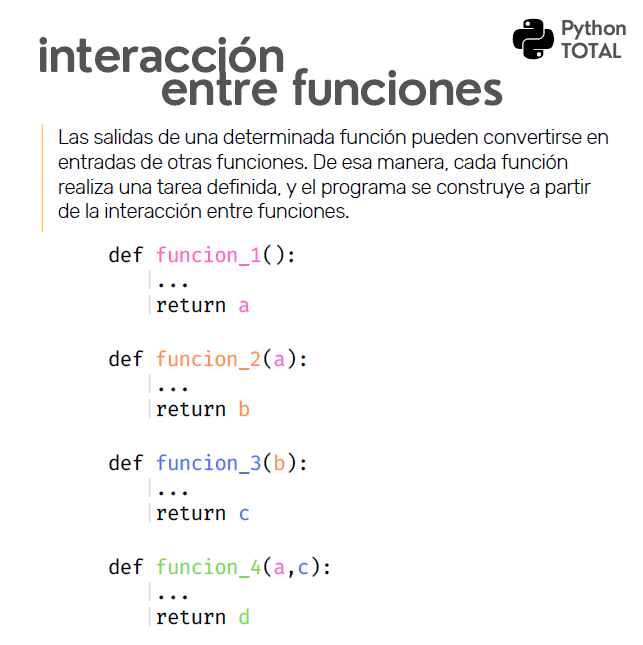 interacción
entre funciones
Python
TOTAL
Las salidas de una determinada función pueden convertirse en
entradas de otras funciones. De esa manera, cada función
realiza una tarea definida, y el programa se construye a partir
de la interacción entre funciones.
def funcion_1():
...
return a
def funcion_2(a):
...
return b
def funcion_3(b):
...
return c
def funcion_4(a,c):
...
return d